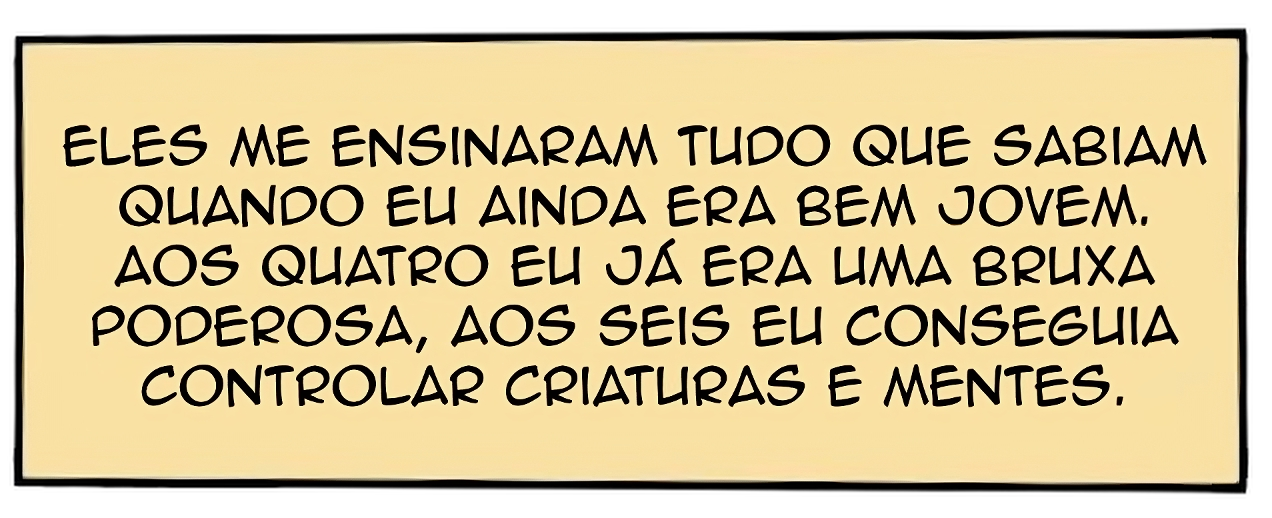 ELES ME ENSINARAM TUDO QUE SABIAM
QUANDO EU AINDA ERA BEM JOVEM.
AOS QUATRO EU JÁ ERA UMA BRUXA
PODEROSA, AOS SEIS EU CONSEGUIA
CONTROLAR CRIATURAS E MENTES.